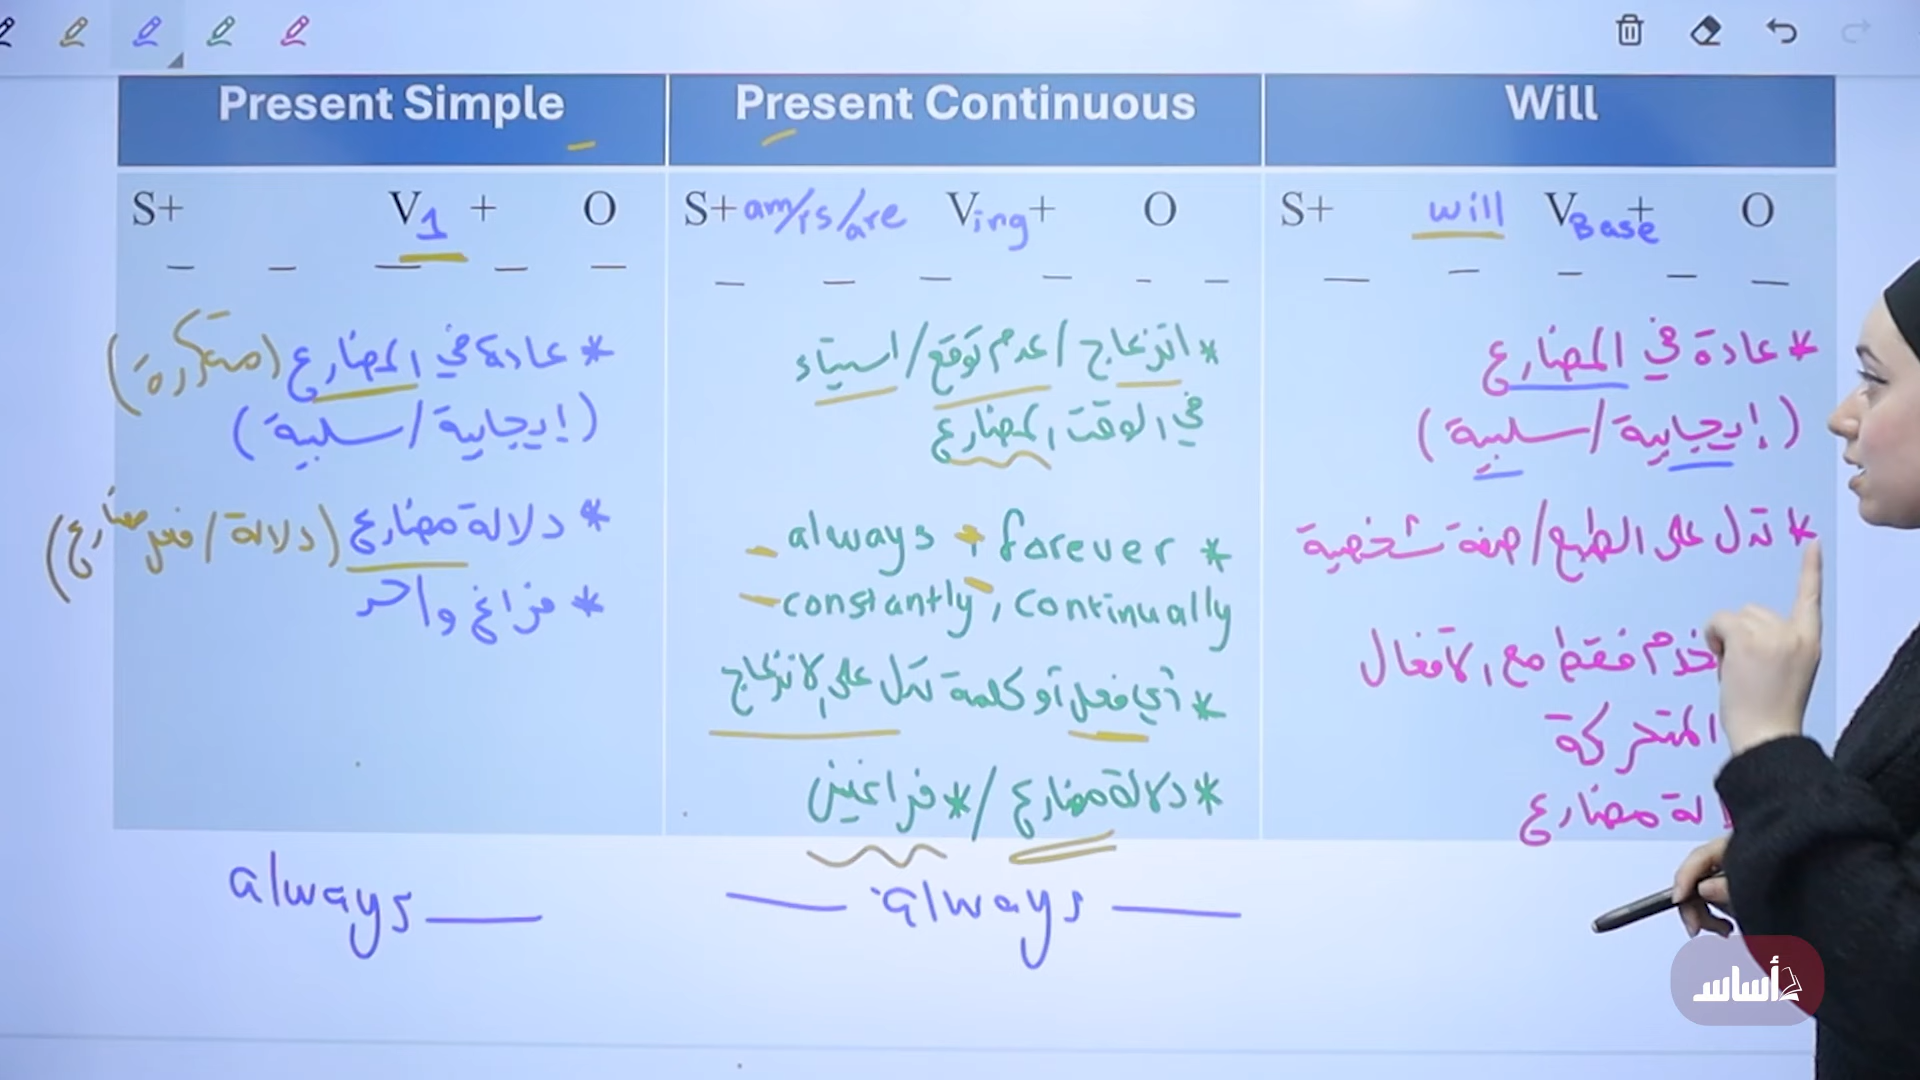 Present Simple
Present Continuous
Will
S+ V1 + O
S+ am/is/are Ving + O
S+ will VBase + O
* عادة في المضارع (متكررة)
(إيجابية/سلبية)
* دلالة مضارع (دلالة/فعل مضارع)
* فراغ واحد
always
* انزعاج/عدم توقع/استياء
في الوقت المضارع
* always + forever
constantly, continually
* أي فعل أو كلمة تدل على الانزعاج
* دلالة مضارع / * فراغين
always
* عادة في المضارع
(إيجابية/سلبية)
* تدل على الطبع/صفة شخصية
فقط مع الأفعال
المتحركة
مضارع
أساس